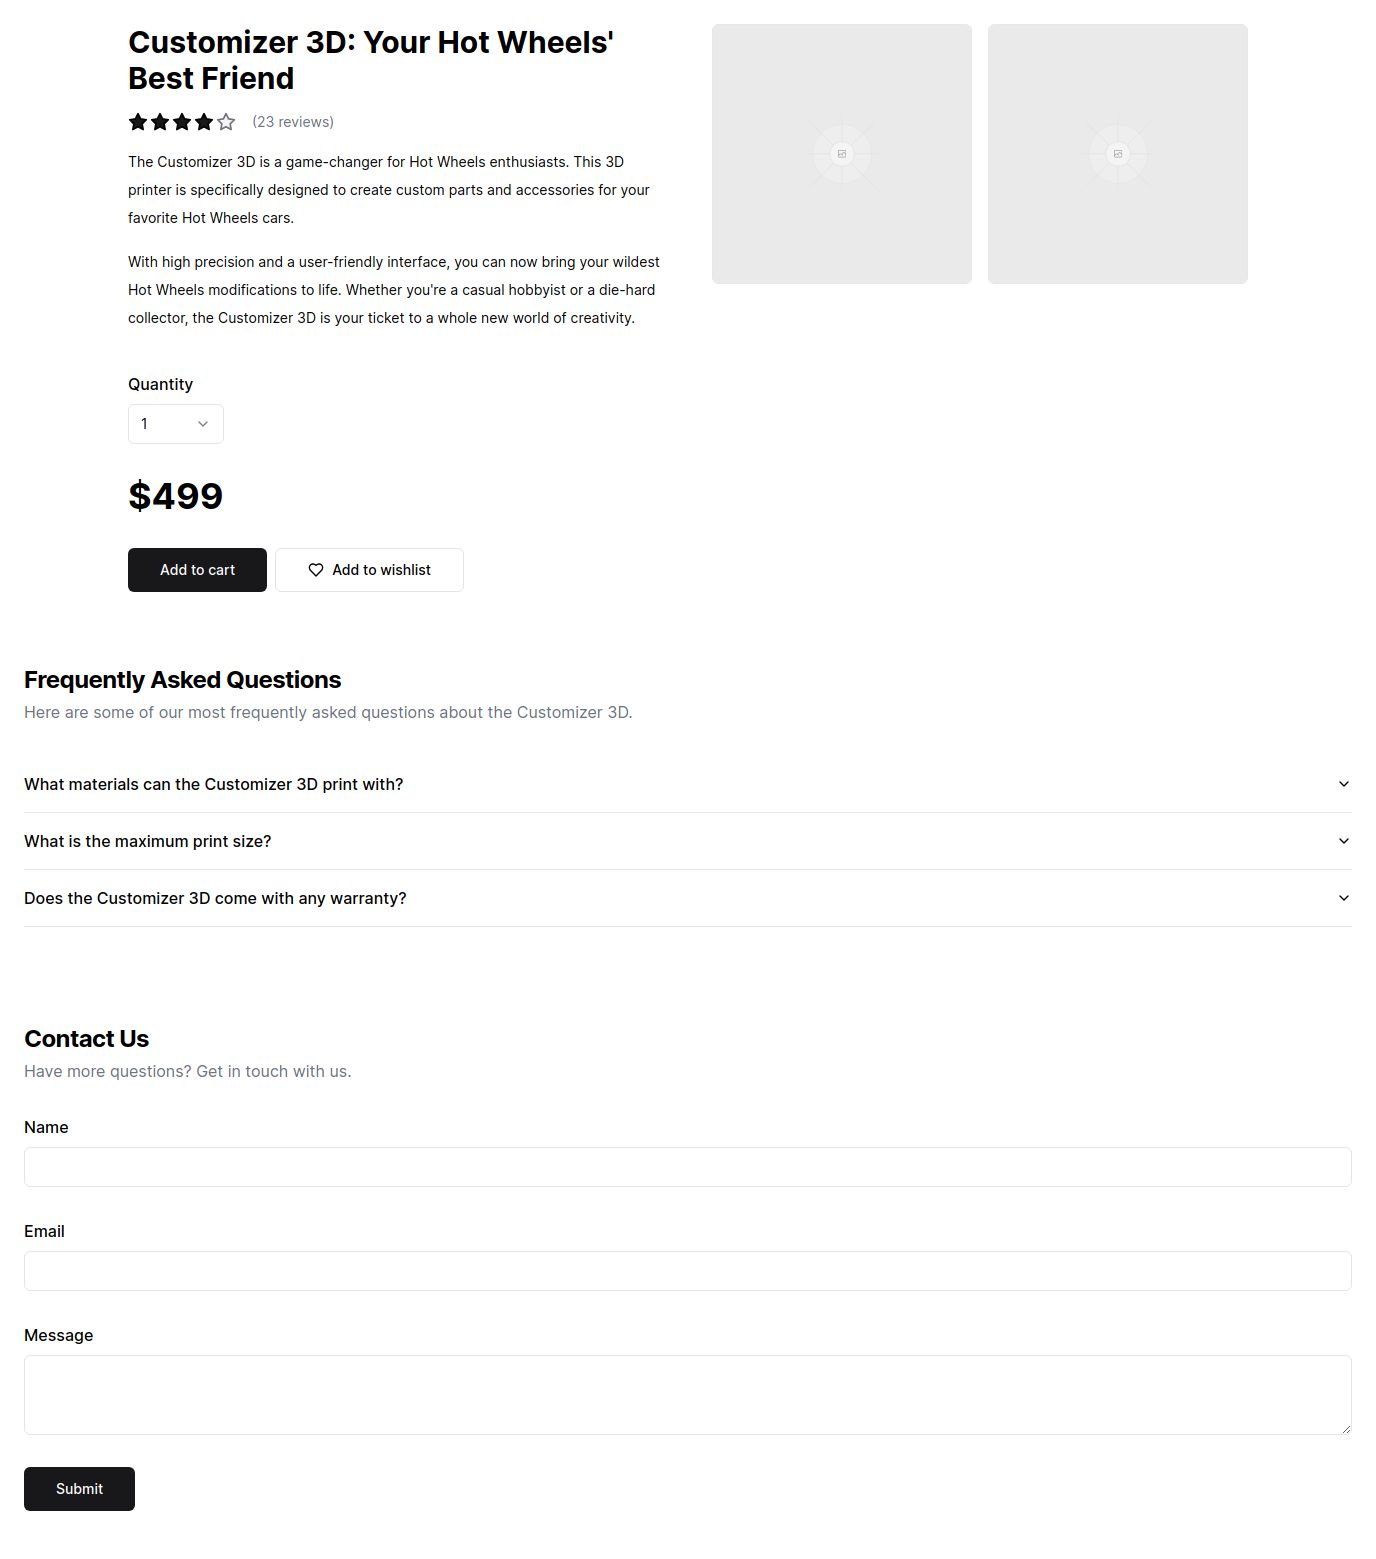 Customizer 3D: Your Hot Wheels'
Best Friend
(23 reviews)
The Customizer 3D is a game-changer for Hot Wheels enthusiasts. This 3D
printer is specifically designed to create custom parts and accessories for your
favorite Hot Wheels cars.
With high precision and a user-friendly interface, you can now bring your wildest
Hot Wheels modifications to life. Whether you're a casual hobbyist or a die-hard
collector, the Customizer 3D is your ticket to a whole new world of creativity.
Quantity
1
$499
Add to cart
Add to wishlist
Frequently Asked Questions
Here are some of our most frequently asked questions about the Customizer 3D.
What materials can the Customizer 3D print with?
What is the maximum print size?
Does the Customizer 3D come with any warranty?
Contact Us
Have more questions? Get in touch with us.
Name
Email
Message
Submit